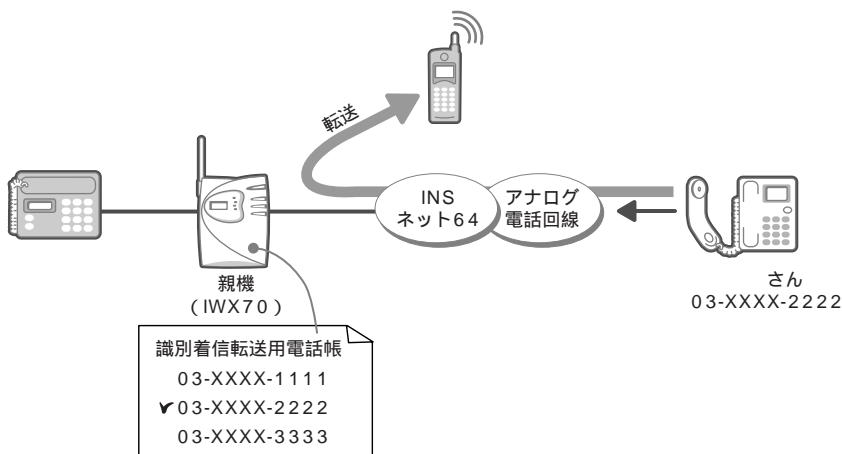 転送
INS
ネット64
アナログ
電話回線
親機
(IWX70)
さん
03-XXXX-2222
識別着信転送用電話帳
03-XXXX-1111
03-XXXX-2222
03-XXXX-3333